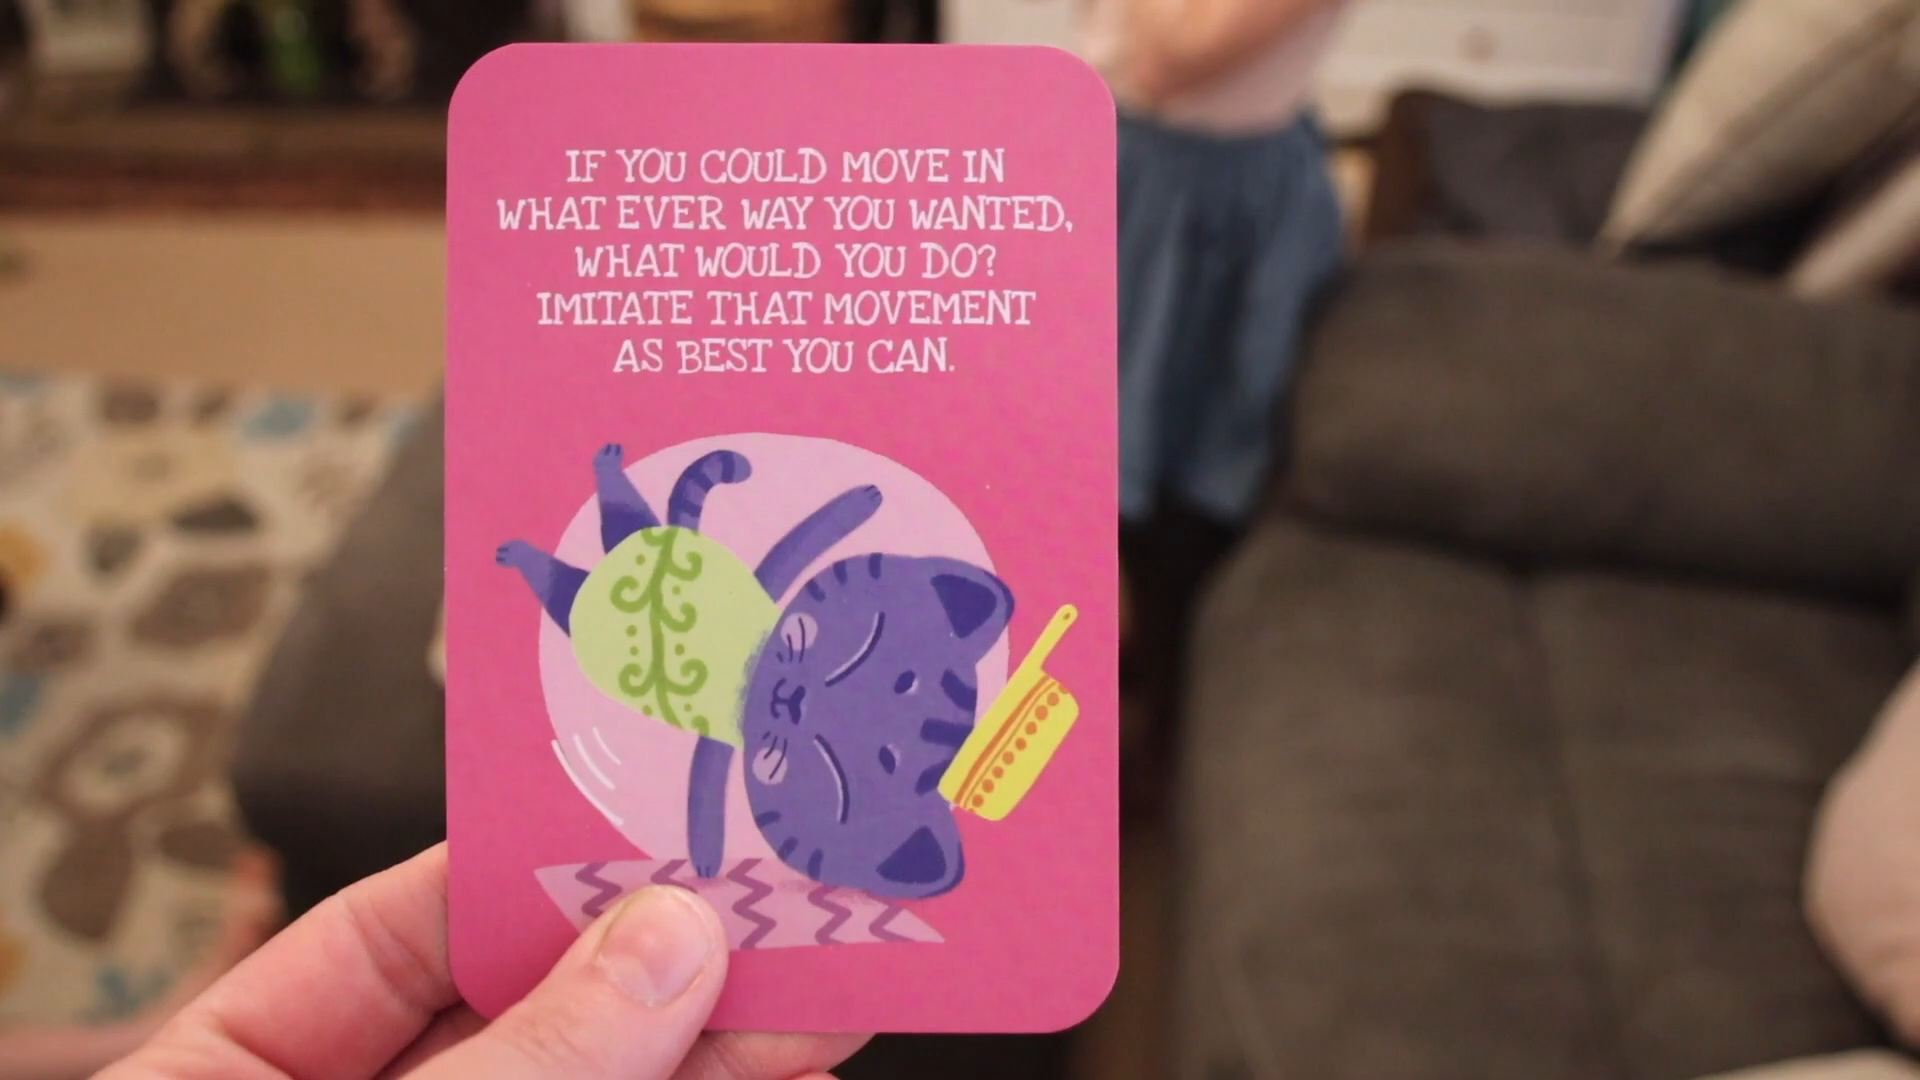 IF YOU COULD MOVE IN
WHAT EVER WAY YOU WANTED,
WHAT WOULD YOU DO?
IMITATE THAT MOVEMENT
AS BEST YOU CAN.